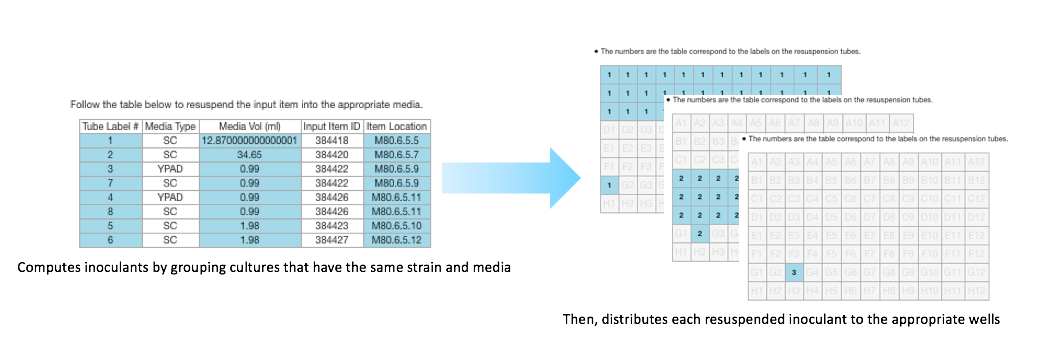 Follow the table below to resuspend the input item into the appropriate media.
Tube Label # Media Type Media Vol (ml) Input Item ID Item Location
1 SC 12.870000000000001 384418 M80.6.5.5
2 SC 34.65 384420 M80.6.5.7
3 YPAD 0.99 384422 M80.6.5.9
7 SC 0.99 384422 M80.6.5.9
4 YPAD 0.99 384426 M80.6.5.11
8 SC 0.99 384426 M80.6.5.11
5 SC 1.98 384423 M80.6.5.10
6 SC 1.98 384427 M80.6.5.12
Computes inoculants by grouping cultures that have the same strain and media
• The numbers are the table correspond to the labels on the resuspension tubes.
1 1 1 1 1 1 1 1 1 1 1 1
1 1 1 1 1 1 1 1 1 1 1 1
1 1 1
D1 D2 D3
E1 E2 E3
F1 F2 F3
1 G2 G3
H1 H2 H3
• The numbers are the table correspond to the labels on the resuspension tubes.
A1 A2 A3 A4 A5 A6 A7 A8 A9 A10 A11 A12
B1 B2 B3
C1 C2 C3
2 2 2 2
2 2 2 2
2 2 2 2
G1 2 G3
H1 H2 H3
• The numbers are the table correspond to the labels on the resuspension tubes.
A1 A2 A3 A4 A5 A6 A7 A8 A9 A10 A11 A12
B1 B2 B3 B4 B5 B6 B7 B8 B9 B10 B11 B12
C1 C2 C3 C4 C5 C6 C7 C8 C9 C10 C11 C12
D1 D2 D3 D4 D5 D6 D7 D8 D9 D10 D11 D12
E1 E2 E3 E4 E5 E6 E7 E8 E9 E10 E11 E12
F1 F2 F3 F4 F5 F6 F7 F8 F9 F10 F11 F12
G1 G2 3 G4 G5 G6 G7 G8 G9 G10 G11 G12
H1 H2 H3 H4 H5 H6 H7 H8 H9 H10 H11 H12
Then, distributes each resuspended inoculant to the appropriate wells